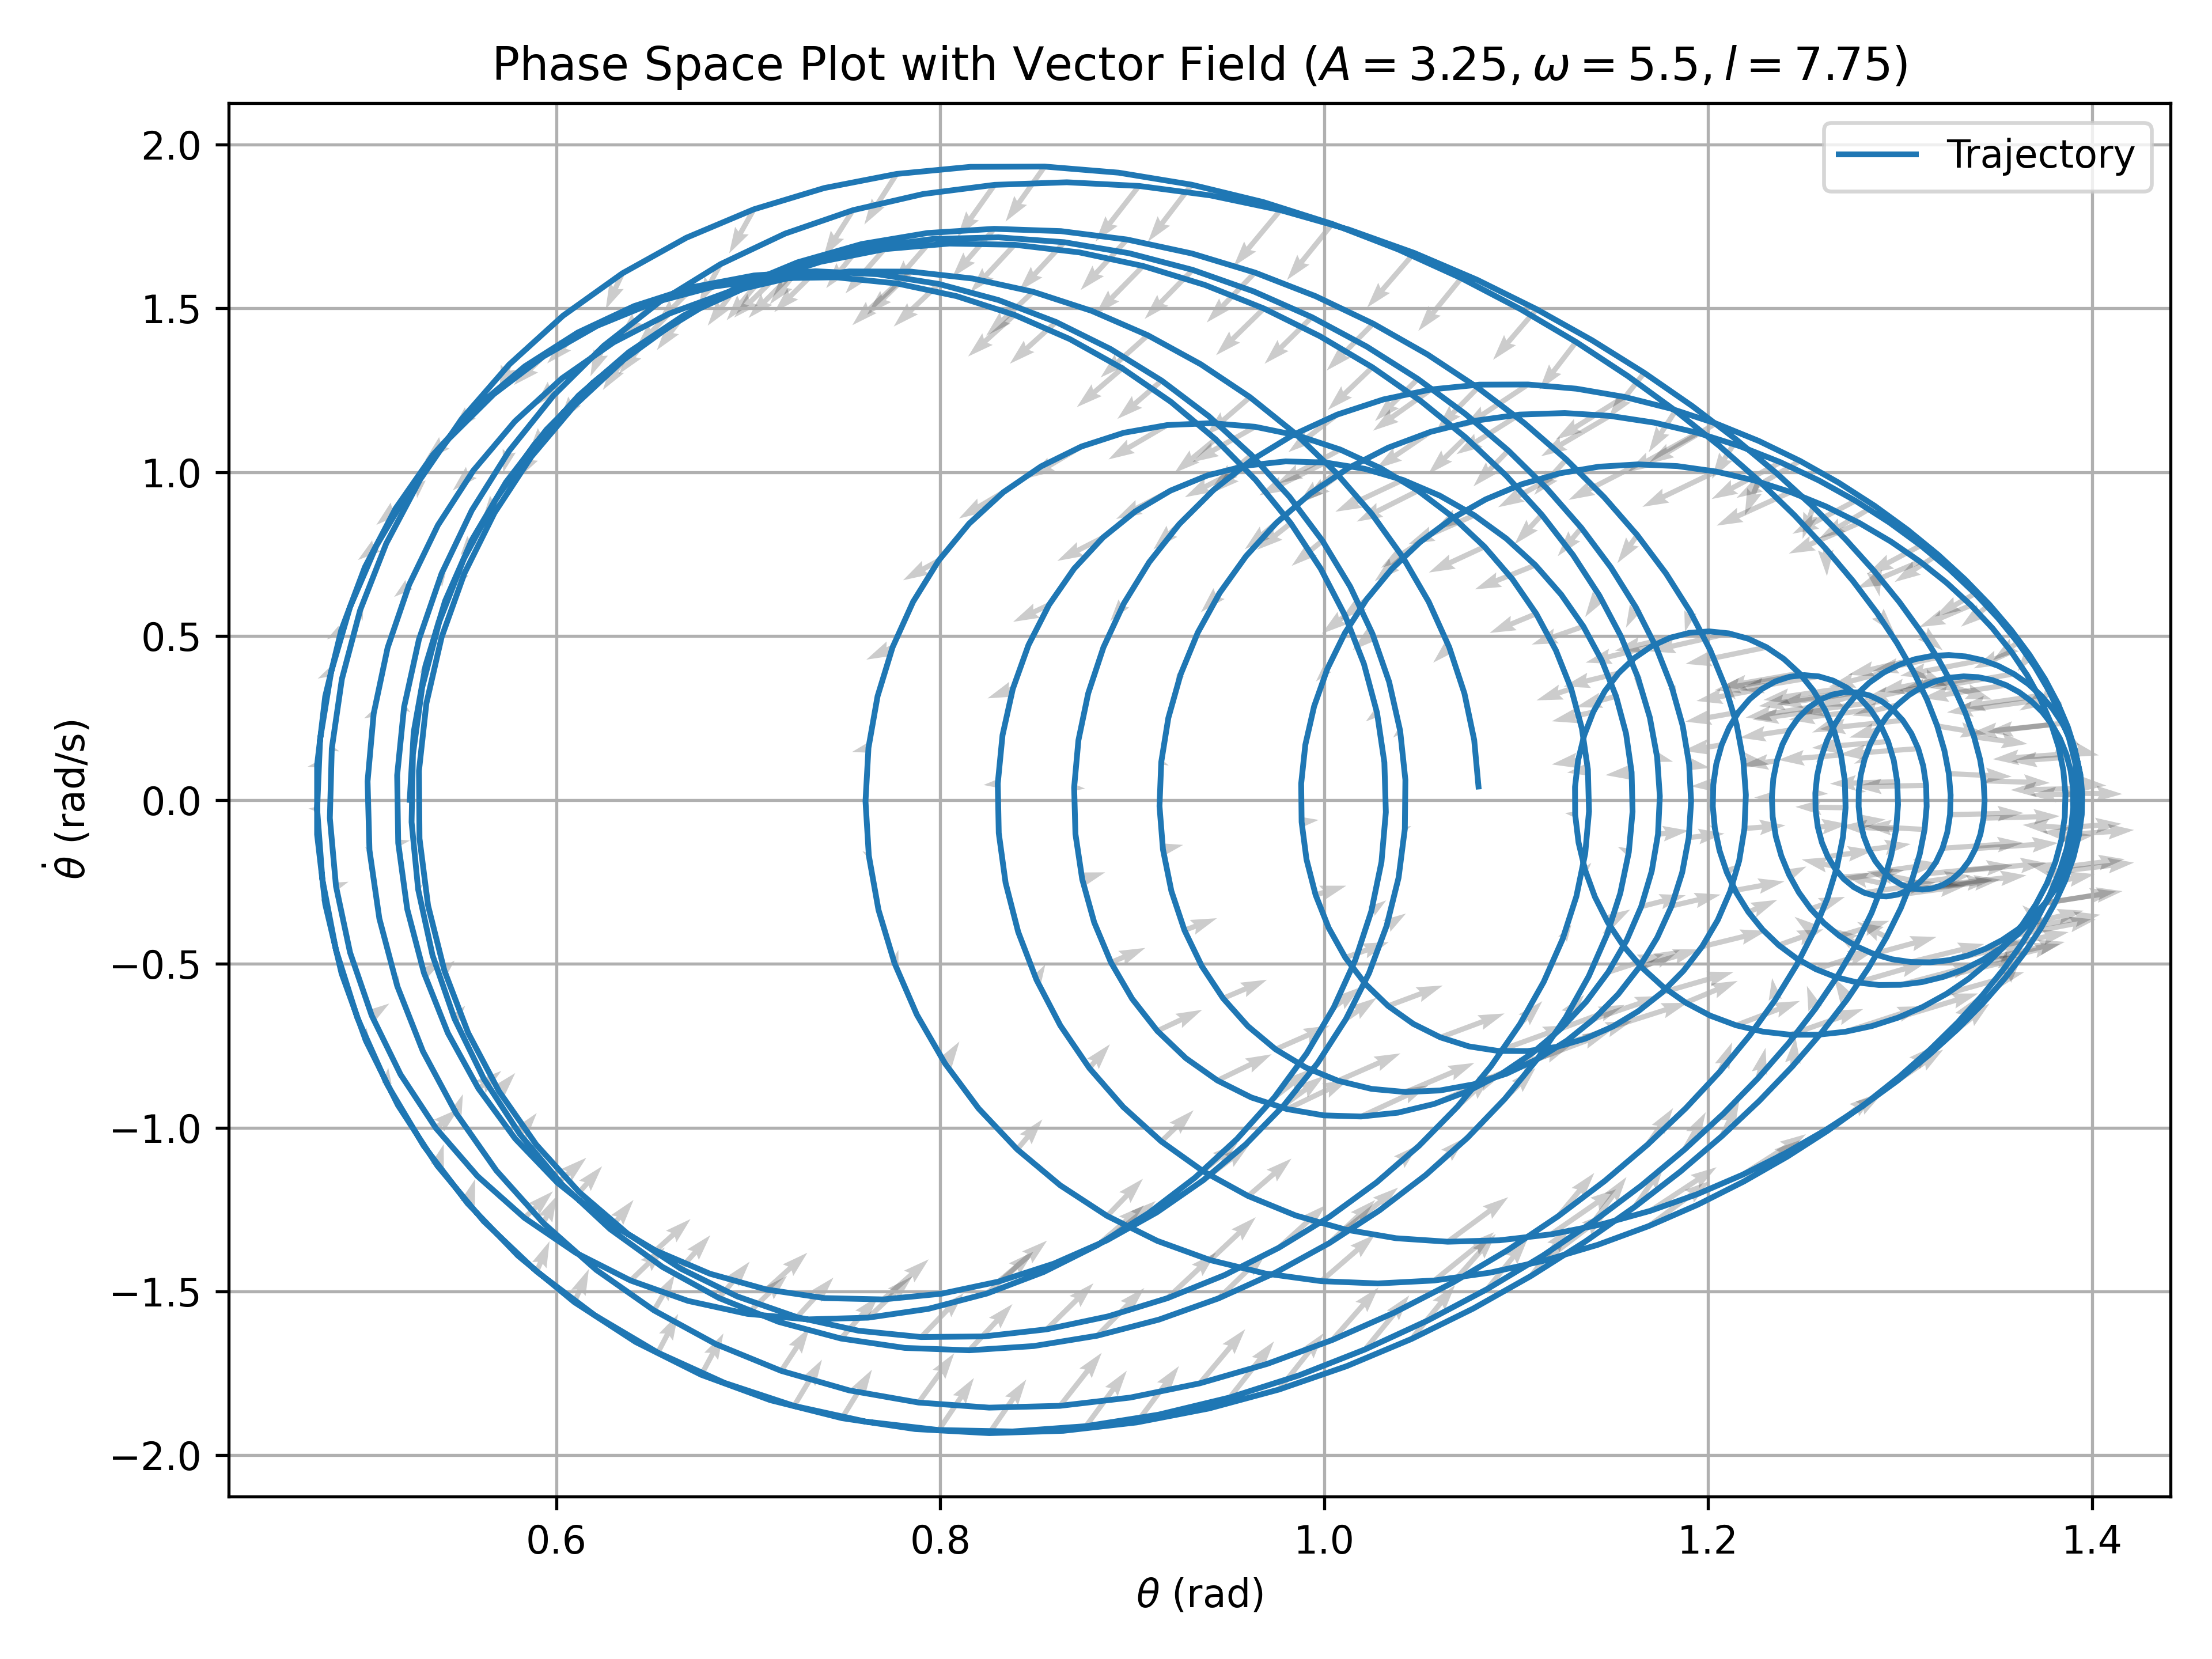 Phase Space Plot with Vector Field (A = 3.25, ω = 5.5, l = 7.75)
Trajectory
2.0
1.5
1.0
0.5
0.0
−0.5
−1.0
−1.5
−2.0
θ̇ (rad/s)
0.6 0.8 1.0 1.2 1.4
θ (rad)